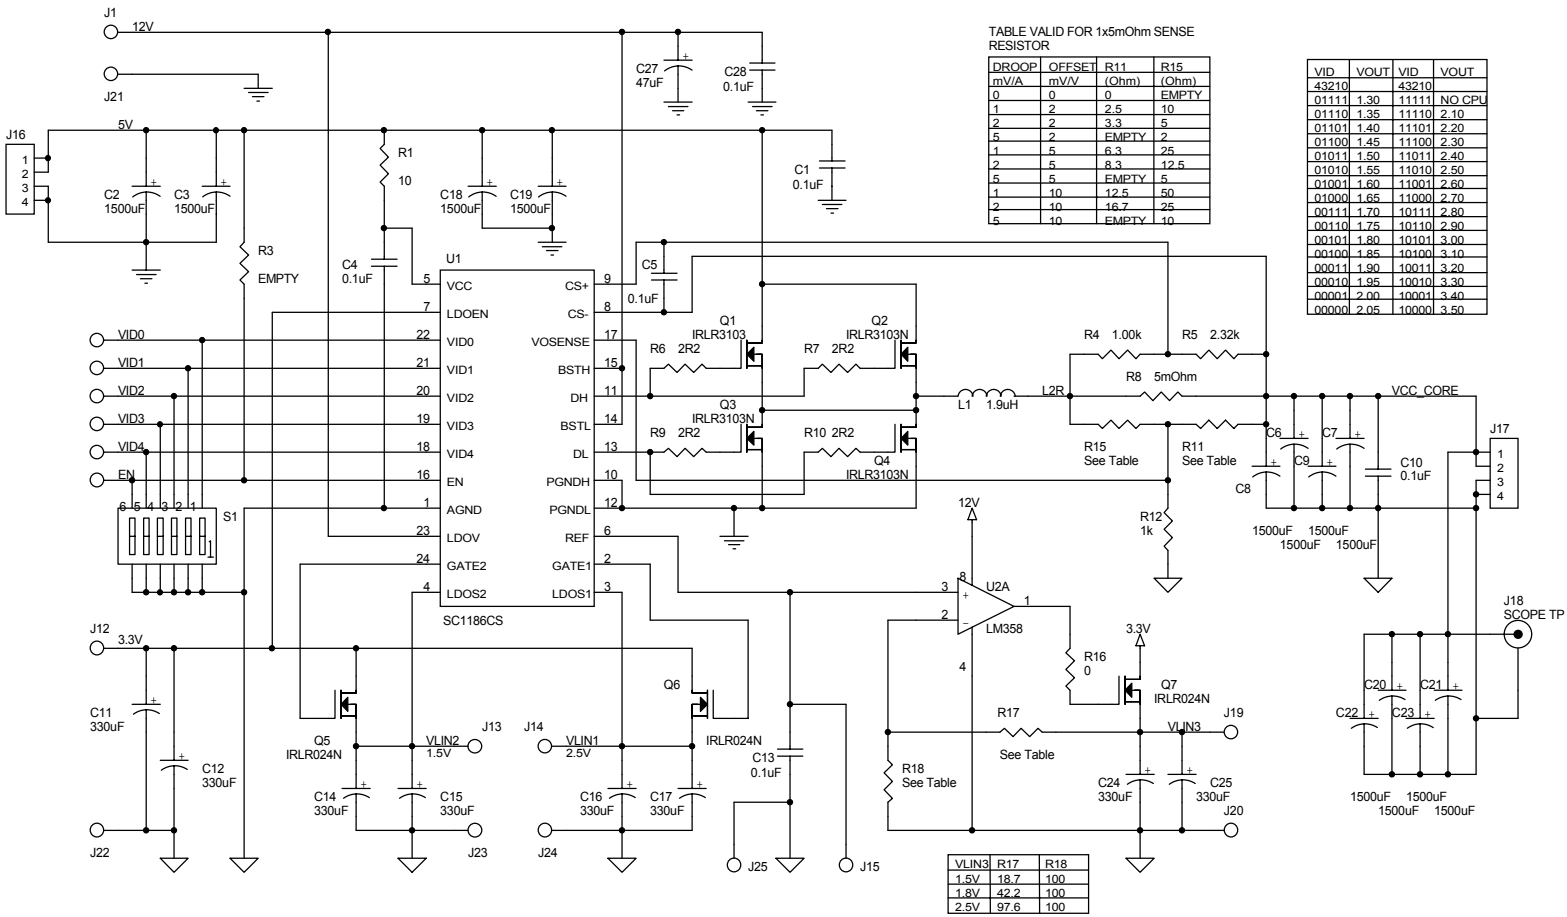 J1
12V
J21
J16
5V
1
2
3
4
C2
1500uF
C3
1500uF
R3
EMPTY
R1
10
C4
0.1uF
C18
1500uF
C19
1500uF
C27
47uF
C28
0.1uF
C1
0.1uF
TABLE VALID FOR 1x5mOhm SENSE
RESISTOR
DROOP OFFSET R11 R15
mV/A mV/V (Ohm) (Ohm)
0 0 0 EMPTY
1 2 2.5 10
2 2 3.3 5
5 2 EMPTY 2
1 5 6.3 25
2 5 8.3 12.5
5 5 EMPTY 5
1 10 12.5 50
2 10 16.7 25
5 10 EMPTY 10
VID VOUT VID VOUT
43210 43210
01111 1.30 11111 NO CPU
01110 1.35 11110 2.10
01101 1.40 11101 2.20
01100 1.45 11100 2.30
01011 1.50 11011 2.40
01010 1.55 11010 2.50
01001 1.60 11001 2.60
01000 1.65 11000 2.70
00111 1.70 10111 2.80
00110 1.75 10110 2.90
00101 1.80 10101 3.00
00100 1.85 10100 3.10
00011 1.90 10011 3.20
00010 1.95 10010 3.30
00001 2.00 10001 3.40
00000 2.05 10000 3.50
U1
5 VCC CS+ 9
7 LDOEN CS- 8
22 VID0 VOSENSE 17
21 VID1 BSTH 15
20 VID2 DH 11
19 VID3 BSTL 14
18 VID4 DL 13
16 EN PGNDH 10
1 AGND PGNDL 12
23 LDOV REF 6
24 GATE2 GATE1 2
4 LDOS2 LDOS1 3
SC1186CS
VID0
VID1
VID2
VID3
VID4
EN
6 5 4 3 2 1
S1
1
C5
0.1uF
Q1
IRLR3103
Q2
IRLR3103N
R6 2R2
R7 2R2
Q3
IRLR3103N
R9 2R2
R10 2R2
Q4
IRLR3103N
L1 1.9uH
L2R
R4 1.00k
R5 2.32k
R8 5mOhm
R15
See Table
R11
See Table
R12
1k
VCC_CORE
C6
C7
C8
C9
C10
0.1uF
1500uF 1500uF
1500uF 1500uF
J17
1
2
3
4
J18
SCOPE TP
C20
C21
C22
C23
1500uF 1500uF
1500uF 1500uF
12V
8
3
2
1
4
U2A
LM358
R16
0
3.3V
Q7
IRLR024N
R17
See Table
R18
See Table
VLIN3
J19
C24
330uF
C25
330uF
J20
J12
3.3V
C11
330uF
C12
330uF
J22
Q5
IRLR024N
VLIN2
1.5V
J13
C14
330uF
C15
330uF
J23
J14
VLIN1
2.5V
Q6
IRLR024N
C16
330uF
C17
330uF
J24
C13
0.1uF
J25
J15
VLIN3 R17 R18
1.5V 18.7 100
1.8V 42.2 100
2.5V 97.6 100